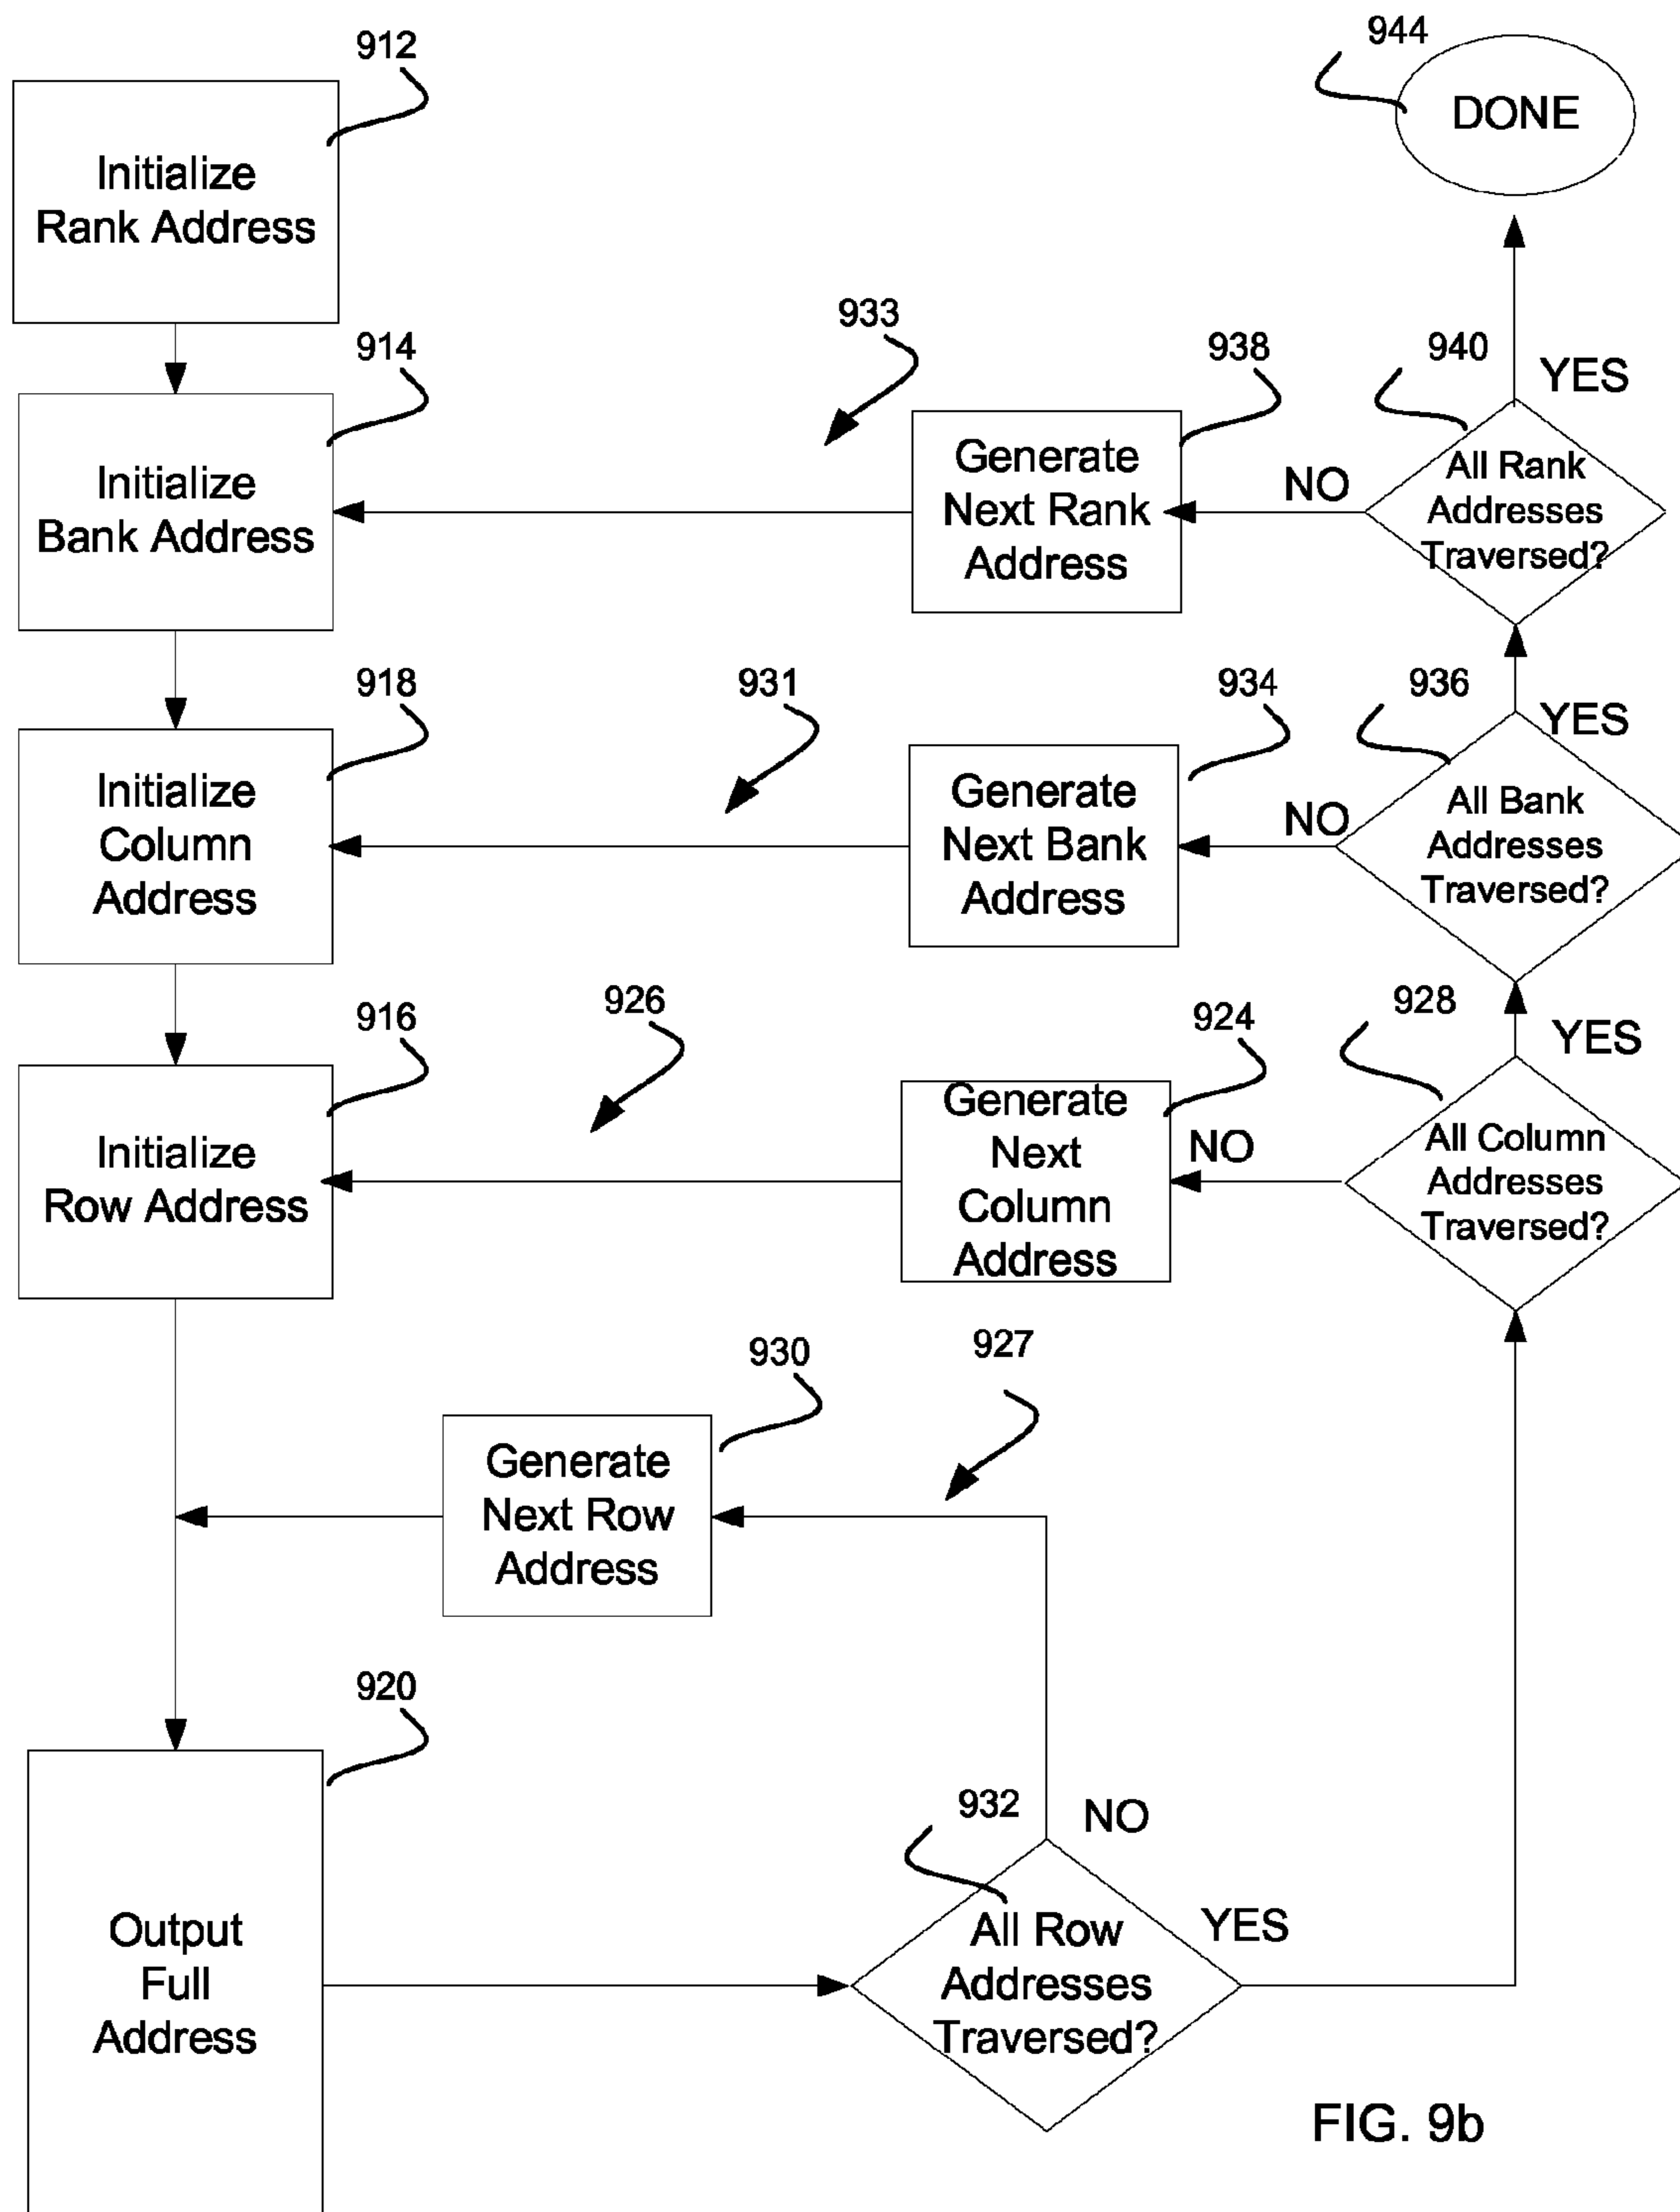 912
944
DONE
Initialize
Rank Address
933
914
938
940
YES
Generate
Next Rank
Address
NO
All Rank
Addresses
Traversed?
Initialize
Bank Address
918
931
934
936
YES
Initialize
Column
Address
Generate
Next Bank
Address
NO
All Bank
Addresses
Traversed?
916
926
924
928
YES
Initialize
Row Address
Generate
Next
Column
Address
NO
All Column
Addresses
Traversed?
930
927
Generate
Next Row
Address
920
932
NO
Output
Full
Address
All Row
Addresses
Traversed?
YES
FIG. 9b